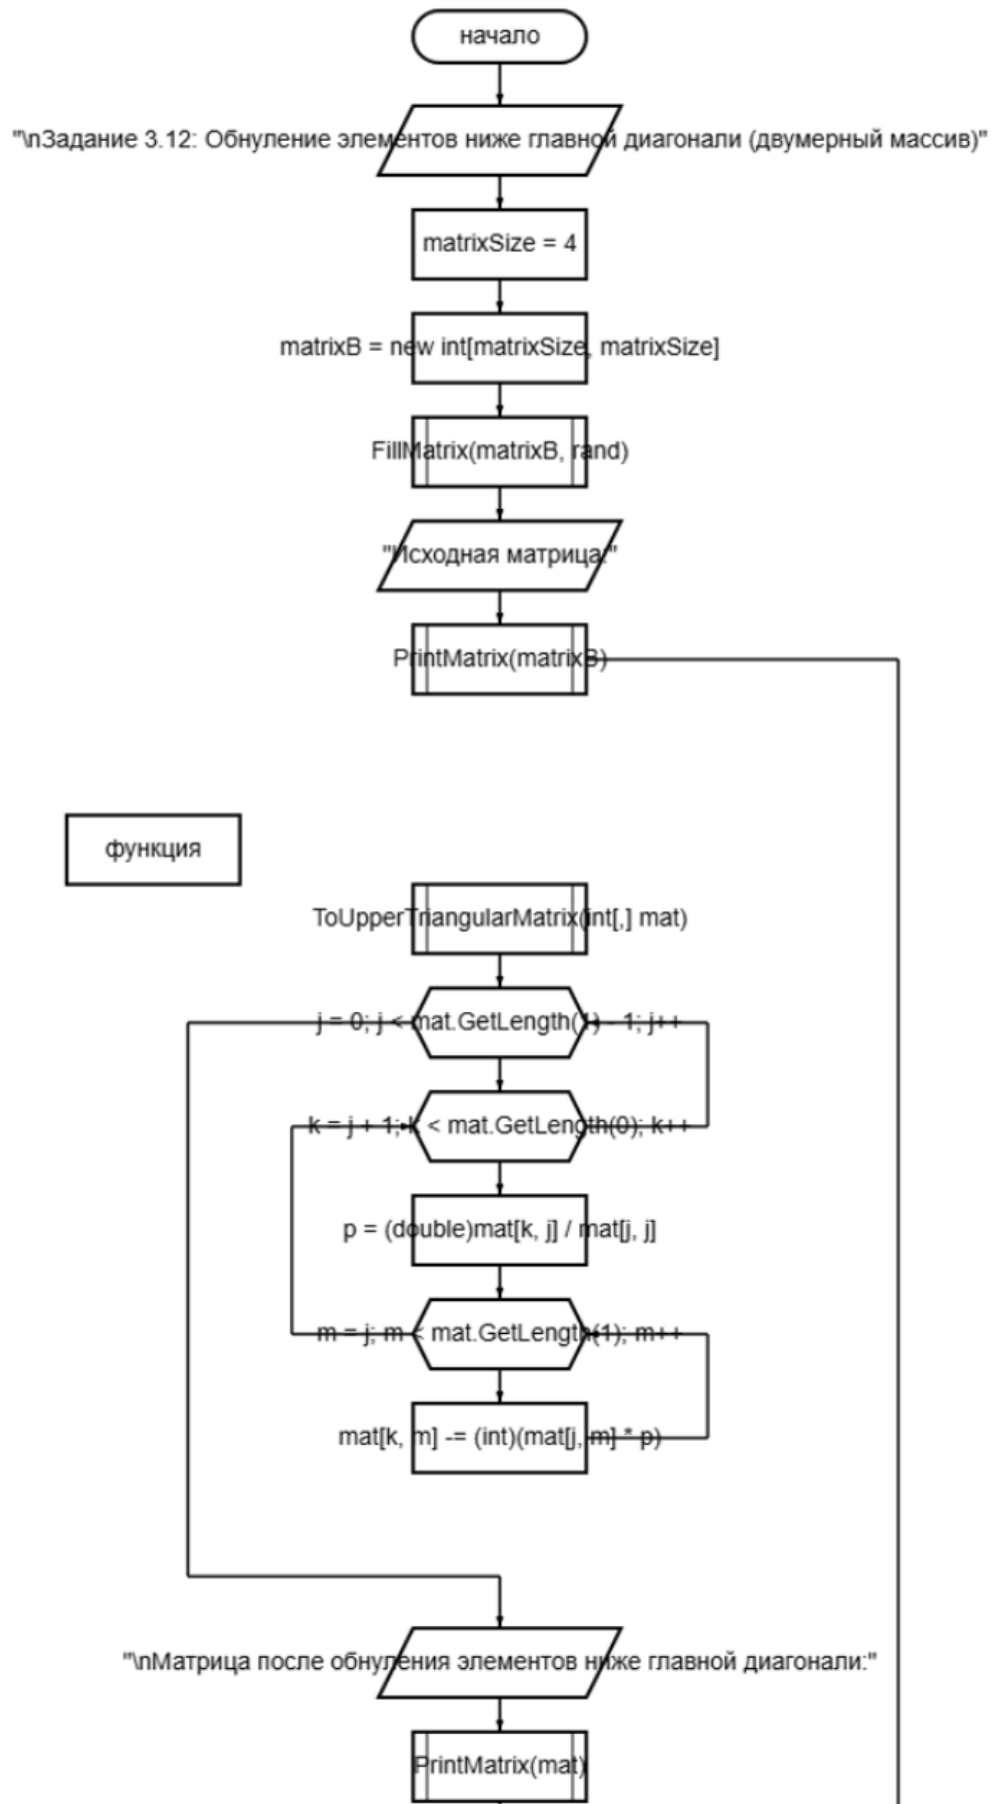 начало
"\nЗадание 3.12: Обнуление элементов ниже главной диагонали (двумерный массив)"
matrixSize = 4
matrixB = new int[matrixSize, matrixSize]
FillMatrix(matrixB, rand)
"Исходная матрица:"
PrintMatrix(matrixB)
функция
ToUpperTriangularMatrix(int[,] mat)
j = 0; j < mat.GetLength(1) - 1; j++
k = j + 1; k < mat.GetLength(0); k++
p = (double)mat[k, j] / mat[j, j]
m = j; m < mat.GetLength(1); m++
mat[k, m] -= (int)(mat[j, m] * p)
"\nМатрица после обнуления элементов ниже главной диагонали:"
PrintMatrix(mat)